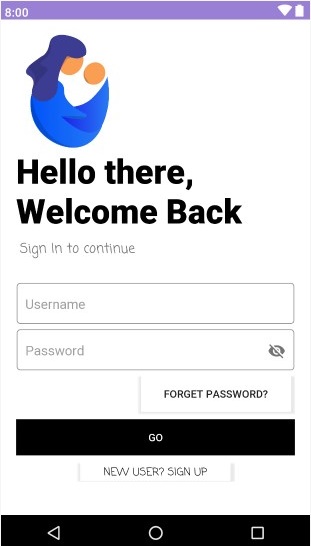 8:00
Hello there,
Welcome Back
Sign In to continue
Username
Password
FORGET PASSWORD?
GO
NEW USER? SIGN UP